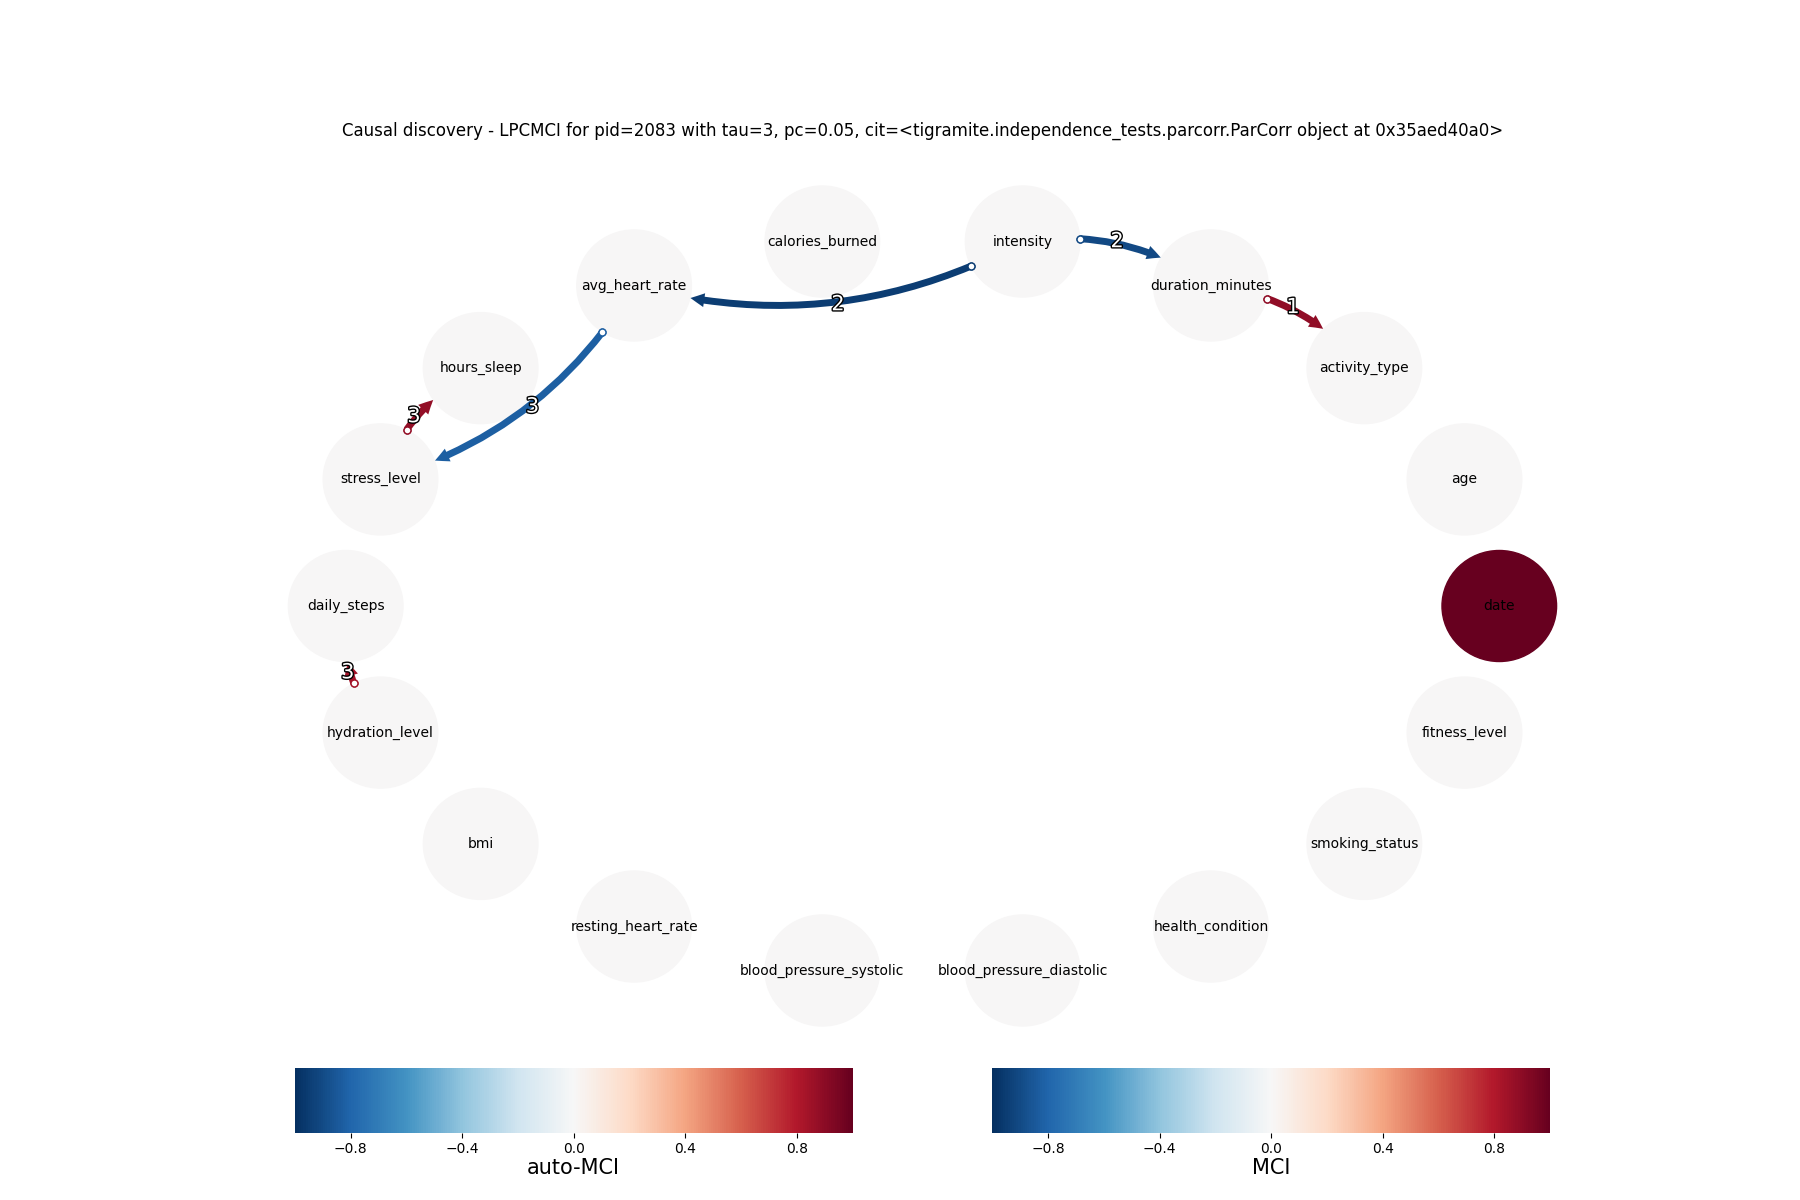 Causal discovery - LPCMCI for pid=2083 with tau=3, pc=0.05, cit=<tigramite.independence_tests.parcorr.ParCorr object at 0x35aed40a0>
calories_burned
intensity
2
avg_heart_rate
duration_minutes
2
1
hours_sleep
activity_type
3
3
stress_level
age
daily_steps
date
3
hydration_level
fitness_level
bmi
smoking_status
resting_heart_rate
health_condition
blood_pressure_systolic
blood_pressure_diastolic
−0.8 −0.4 0.0 0.4 0.8
auto-MCI
−0.8 −0.4 0.0 0.4 0.8
MCI